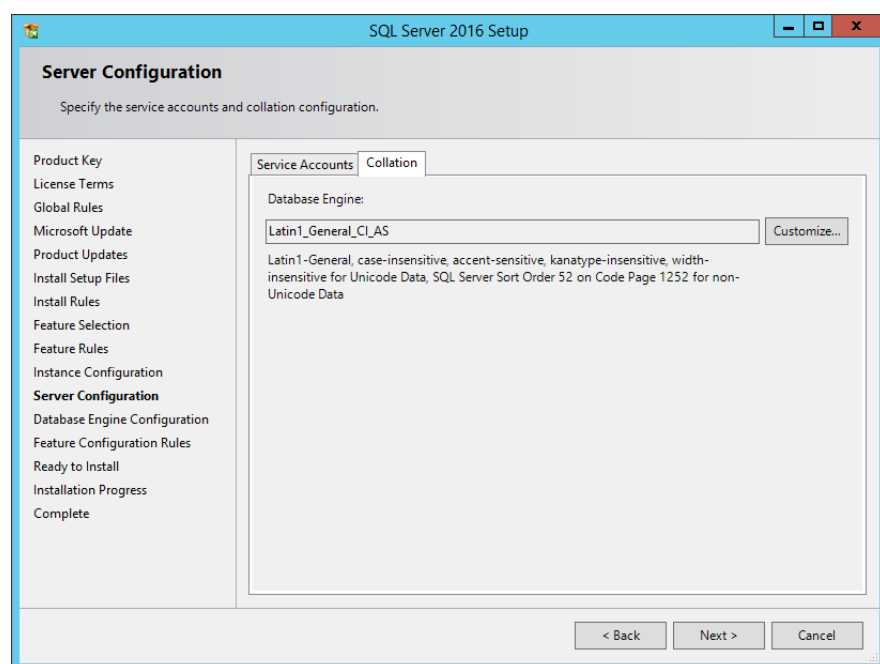 SQL Server 2016 Setup
Server Configuration
Specify the service accounts and collation configuration.
Product Key
License Terms
Global Rules
Microsoft Update
Product Updates
Install Setup Files
Install Rules
Feature Selection
Feature Rules
Instance Configuration
Server Configuration
Database Engine Configuration
Feature Configuration Rules
Ready to Install
Installation Progress
Complete
Service Accounts
Collation
Database Engine:
Latin1_General_CI_AS
Customize...
Latin1-General, case-insensitive, accent-sensitive, kanatype-insensitive, width-
insensitive for Unicode Data, SQL Server Sort Order 52 on Code Page 1252 for non-
Unicode Data
< Back
Next >
Cancel